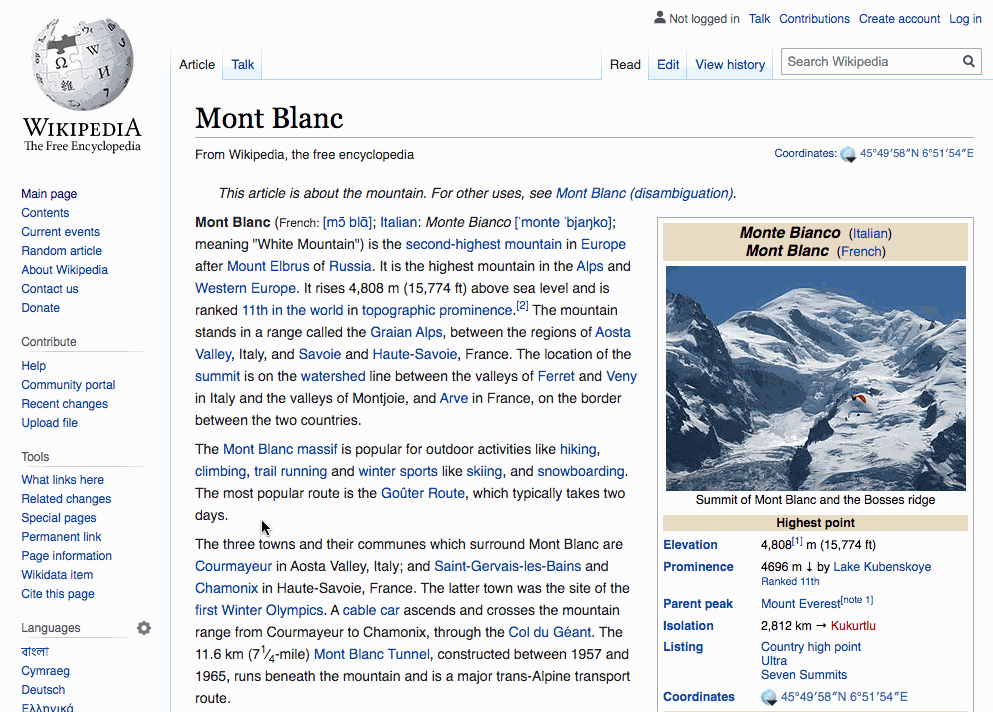 Not logged in Talk Contributions Create account Log in
Article Talk Read Edit View history Search Wikipedia
WIKIPEDIA
The Free Encyclopedia
Main page
Contents
Current events
Random article
About Wikipedia
Contact us
Donate
Contribute
Help
Community portal
Recent changes
Upload file
Tools
What links here
Related changes
Special pages
Permanent link
Page information
Wikidata item
Cite this page
Languages
বাংলা
Cymraeg
Deutsch
Ελληνικά
Mont Blanc
From Wikipedia, the free encyclopedia
Coordinates: 45°49′58″N 6°51′54″E
This article is about the mountain. For other uses, see Mont Blanc (disambiguation).
Mont Blanc (French: [mɔ̃ blɑ̃]; Italian: Monte Bianco [ˈmonte ˈbjaŋko];
meaning "White Mountain") is the second-highest mountain in Europe
after Mount Elbrus of Russia. It is the highest mountain in the Alps and
Western Europe. It rises 4,808 m (15,774 ft) above sea level and is
ranked 11th in the world in topographic prominence.[2] The mountain
stands in a range called the Graian Alps, between the regions of Aosta
Valley, Italy, and Savoie and Haute-Savoie, France. The location of the
summit is on the watershed line between the valleys of Ferret and Veny
in Italy and the valleys of Montjoie, and Arve in France, on the border
between the two countries.
The Mont Blanc massif is popular for outdoor activities like hiking,
climbing, trail running and winter sports like skiing, and snowboarding.
The most popular route is the Goûter Route, which typically takes two
days.
The three towns and their communes which surround Mont Blanc are
Courmayeur in Aosta Valley, Italy; and Saint-Gervais-les-Bains and
Chamonix in Haute-Savoie, France. The latter town was the site of the
first Winter Olympics. A cable car ascends and crosses the mountain
range from Courmayeur to Chamonix, through the Col du Géant. The
11.6 km (7 1⁄4-mile) Mont Blanc Tunnel, constructed between 1957 and
1965, runs beneath the mountain and is a major trans-Alpine transport
route.
Monte Bianco (Italian)
Mont Blanc (French)
Summit of Mont Blanc and the Bosses ridge
Highest point
Elevation 4,808[1] m (15,774 ft)
Prominence 4696 m ↓ by Lake Kubenskoye
Ranked 11th
Parent peak Mount Everest[note 1]
Isolation 2,812 km → Kukurtlu
Listing Country high point
Ultra
Seven Summits
Coordinates 45°49′58″N 6°51′54″E